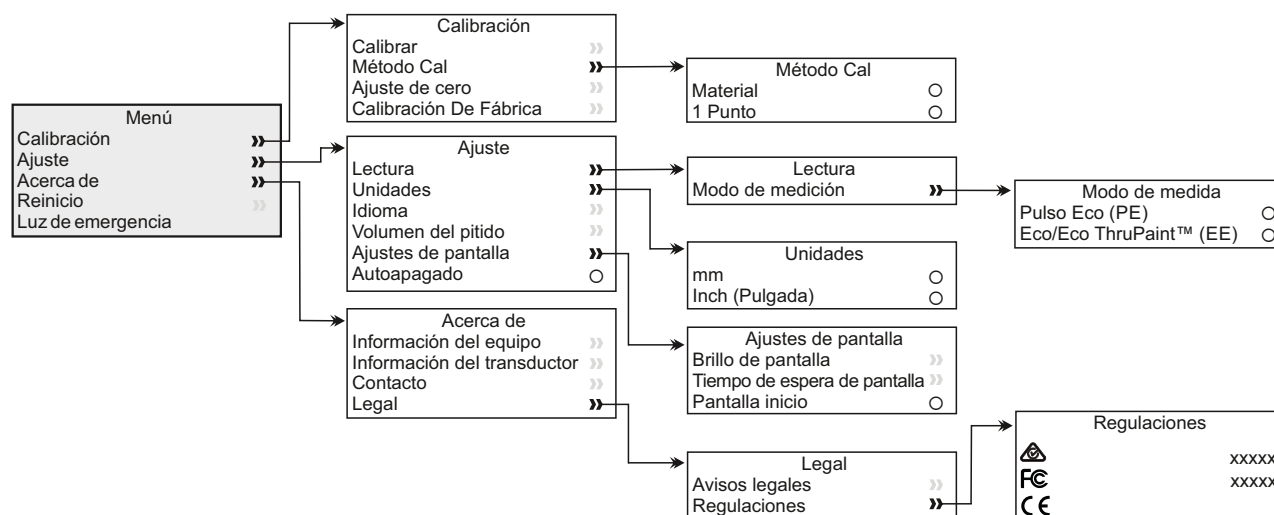 Menú
Calibración
Ajuste
Acerca de
Reinicio
Luz de emergencia
Calibración
Calibrar
Método Cal
Ajuste de cero
Calibración De Fábrica
Ajuste
Lectura
Unidades
Idioma
Volumen del pitido
Ajustes de pantalla
Autoapagado
Acerca de
Información del equipo
Información del transductor
Contacto
Legal
Método Cal
Material
1 Punto
Lectura
Modo de medición
Unidades
mm
Inch (Pulgada)
Ajustes de pantalla
Brillo de pantalla
Tiempo de espera de pantalla
Pantalla inicio
Legal
Avisos legales
Regulaciones
Modo de medida
Pulso Eco (PE)
Eco/Eco ThruPaint™ (EE)
Regulaciones
xxxxx
FC xxxxx
CE